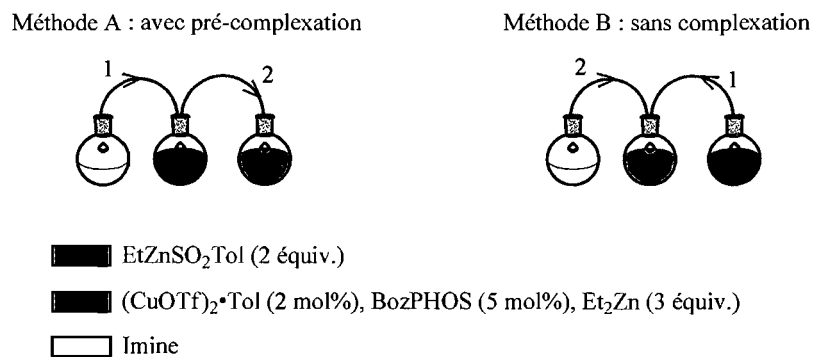 Méthode A : avec pré-complexation
Méthode B : sans complexation
1
2
2
1
EtZnSO₂Tol (2 équiv.)
(CuOTf)₂•Tol (2 mol%), BozPHOS (5 mol%), Et₂Zn (3 équiv.)
Imine